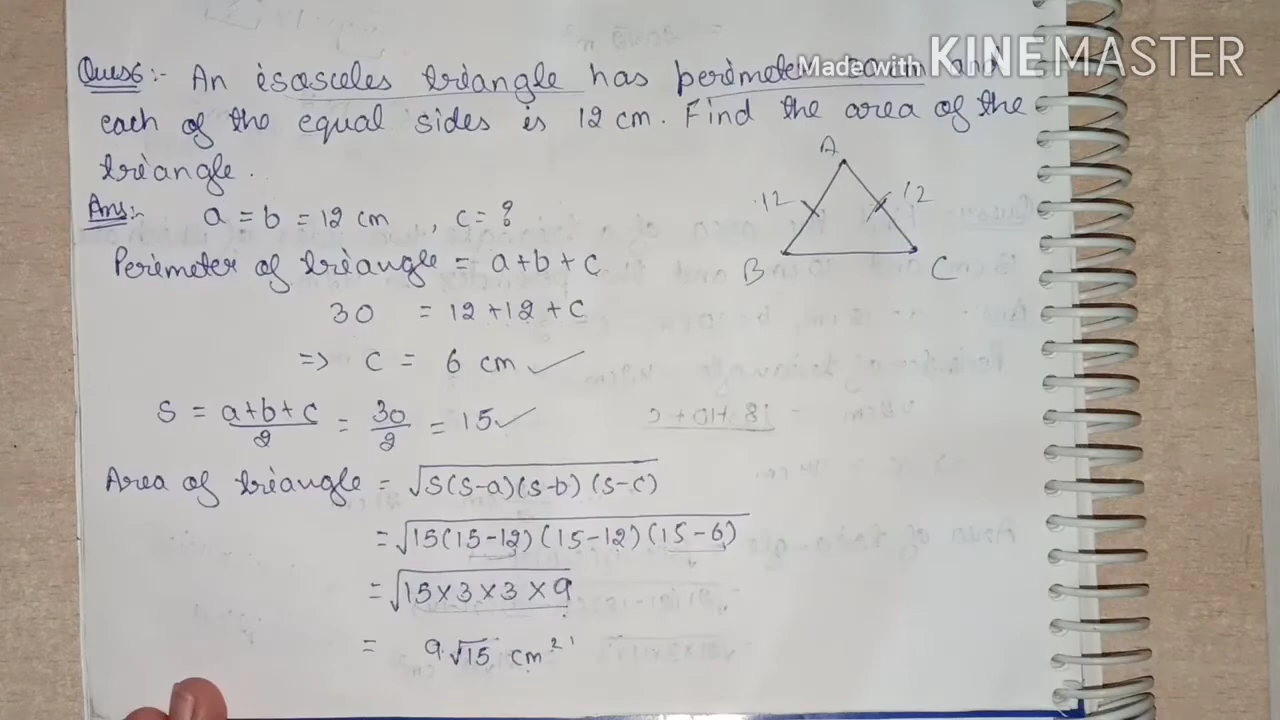 Ques6:- An isosceles triangle has perimeter 30cm and
Made with KINEMASTER
each of the equal sides is 12 cm. Find the area of the
triangle.
A
12 12
B C
Ans:- a = b = 12 cm , c = ?
Perimeter of triangle = a+b+c
30 = 12+12+c
=> c = 6 cm ✓
S = a+b+c/2 = 30/2 = 15 ✓
Area of triangle = √S(S-a)(S-b)(S-c)
= √15(15-12)(15-12)(15-6)
= √15×3×3×9
= 9√15 cm²